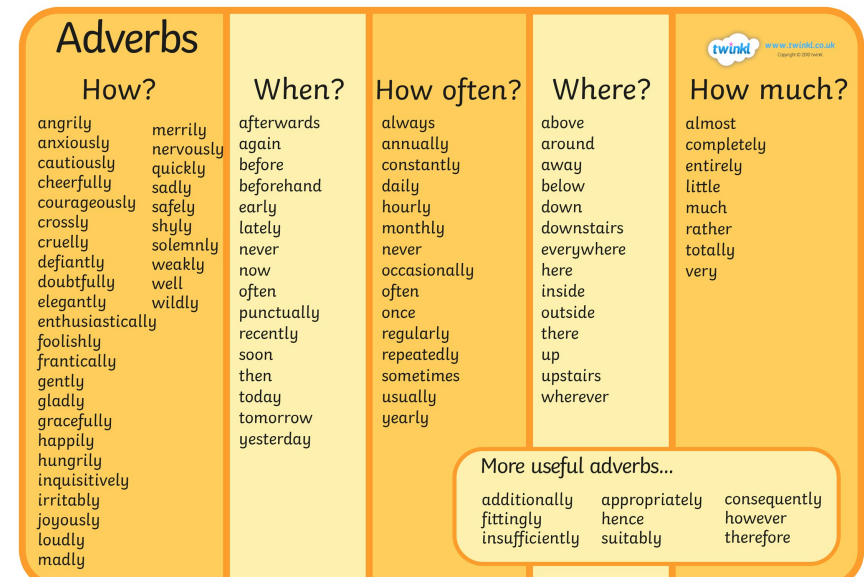 Adverbs
twinkl
www.twinkl.co.uk
Copyright © 2010 twinkl
How?
angrily
anxiously
cautiously
cheerfully
courageously
crossly
cruelly
defiantly
doubtfully
elegantly
enthusiastically
foolishly
frantically
gently
gladly
gracefully
happily
hungrily
inquisitively
irritably
joyously
loudly
madly
merrily
nervously
quickly
sadly
safely
shyly
solemnly
weakly
well
wildly
When?
afterwards
again
before
beforehand
early
lately
never
now
often
punctually
recently
soon
then
today
tomorrow
yesterday
How often?
always
annually
constantly
daily
hourly
monthly
never
occasionally
often
once
regularly
repeatedly
sometimes
usually
yearly
Where?
above
around
away
below
down
downstairs
everywhere
here
inside
outside
there
up
upstairs
wherever
How much?
almost
completely
entirely
little
much
rather
totally
very
More useful adverbs...
additionally
fittingly
insufficiently
appropriately
hence
suitably
consequently
however
therefore